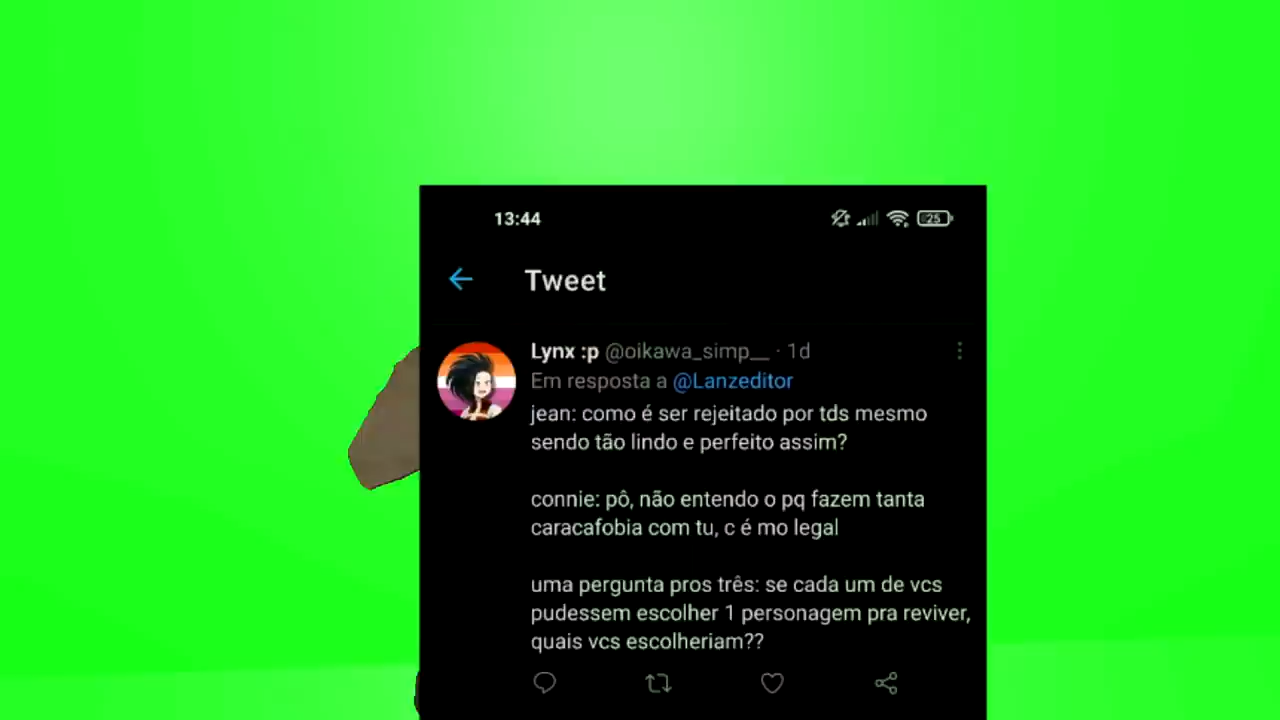 13:44
25
Tweet
Lynx :p @oikawa_simp__ · 1d
Em resposta a @Lanzeditor
jean: como é ser rejeitado por tds mesmo
sendo tão lindo e perfeito assim?
connie: pô, não entendo o pq fazem tanta
caracafobia com tu, c é mo legal
uma pergunta pros três: se cada um de vcs
pudessem escolher 1 personagem pra reviver,
quais vcs escolheriam??